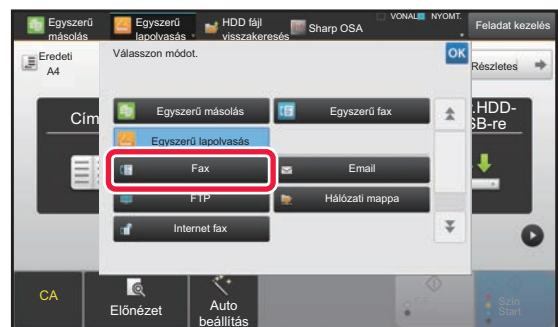 Egyszerű
másolás
Egyszerű
lapolvasás
HDD fájl
visszakeresés
Sharp OSA
VONAL
NYOMT.
Feladat kezelés
Eredeti
A4
Válasszon módot.
OK
Részletes
Cím
HDD-
SB-re
Egyszerű másolás
Egyszerű fax
Egyszerű lapolvasás
Fax
Email
FTP
Hálózati mappa
Internet fax
CA
Előnézet
Auto
beállítás
Szín
Start